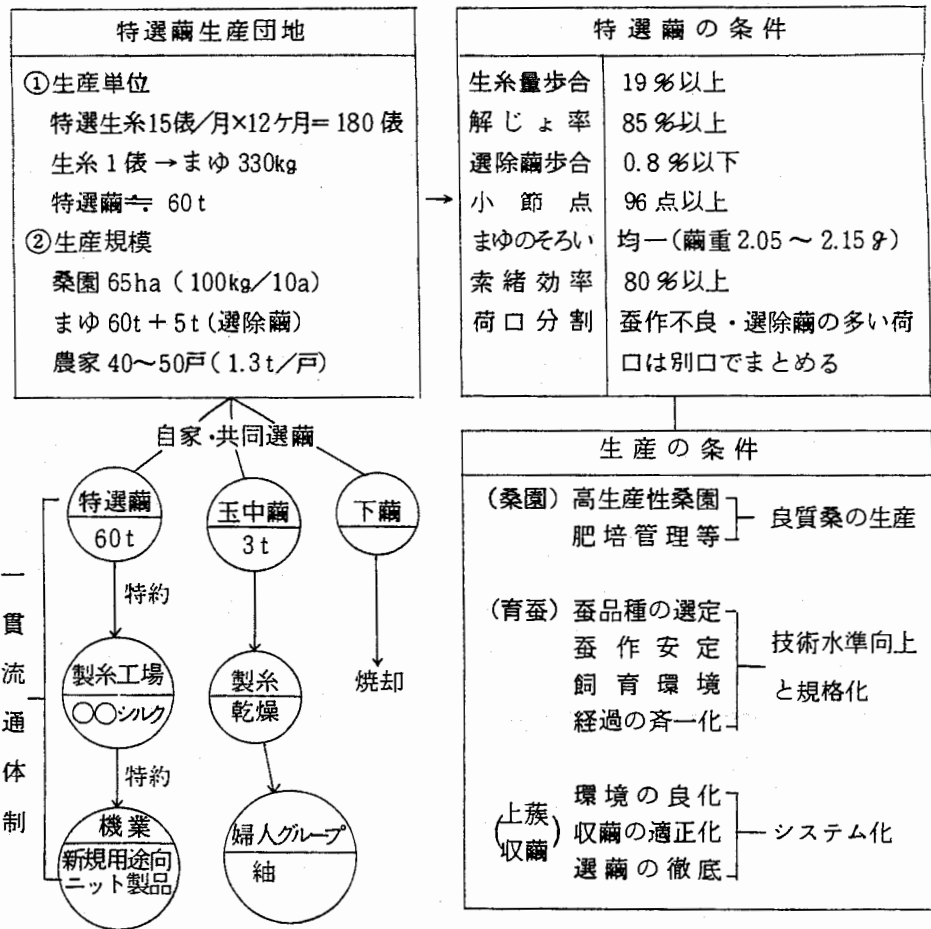 特選繭生産団地
①生産単位
特選生糸15俵/月×12ケ月=180俵
生糸1俵→まゆ330kg
特選繭≒ 60t
②生産規模
桑園65ha(100kg/10a)
まゆ60t+5t(選除繭)
農家40~50戸(1.3t/戸)
→
特選繭の条件
生糸量歩合 19%以上
解じょ率 85%以上
選除繭歩合 0.8%以下
小節点 96点以上
まゆのそろい 均一(繭重2.05~2.15g)
索緒効率 80%以上
荷口分割 蚕作不良・選除繭の多い荷
口は別口でまとめる
自家・共同選繭
特選繭
60t
特約
製糸工場
○○シルク
特約
機業
新規用途向
ニット製品
一貫流通体制
玉中繭
3t
製糸
乾燥
婦人グループ
紬
下繭
焼却
生産の条件
(桑園)高生産性桑園
肥培管理等
良質桑の生産
(育蚕)蚕品種の選定
蚕作安定
飼育環境
経過の斉一化
技術水準向上
と規格化
(上蔟
収繭)
環境の良化
収繭の適正化
選繭の徹底
システム化